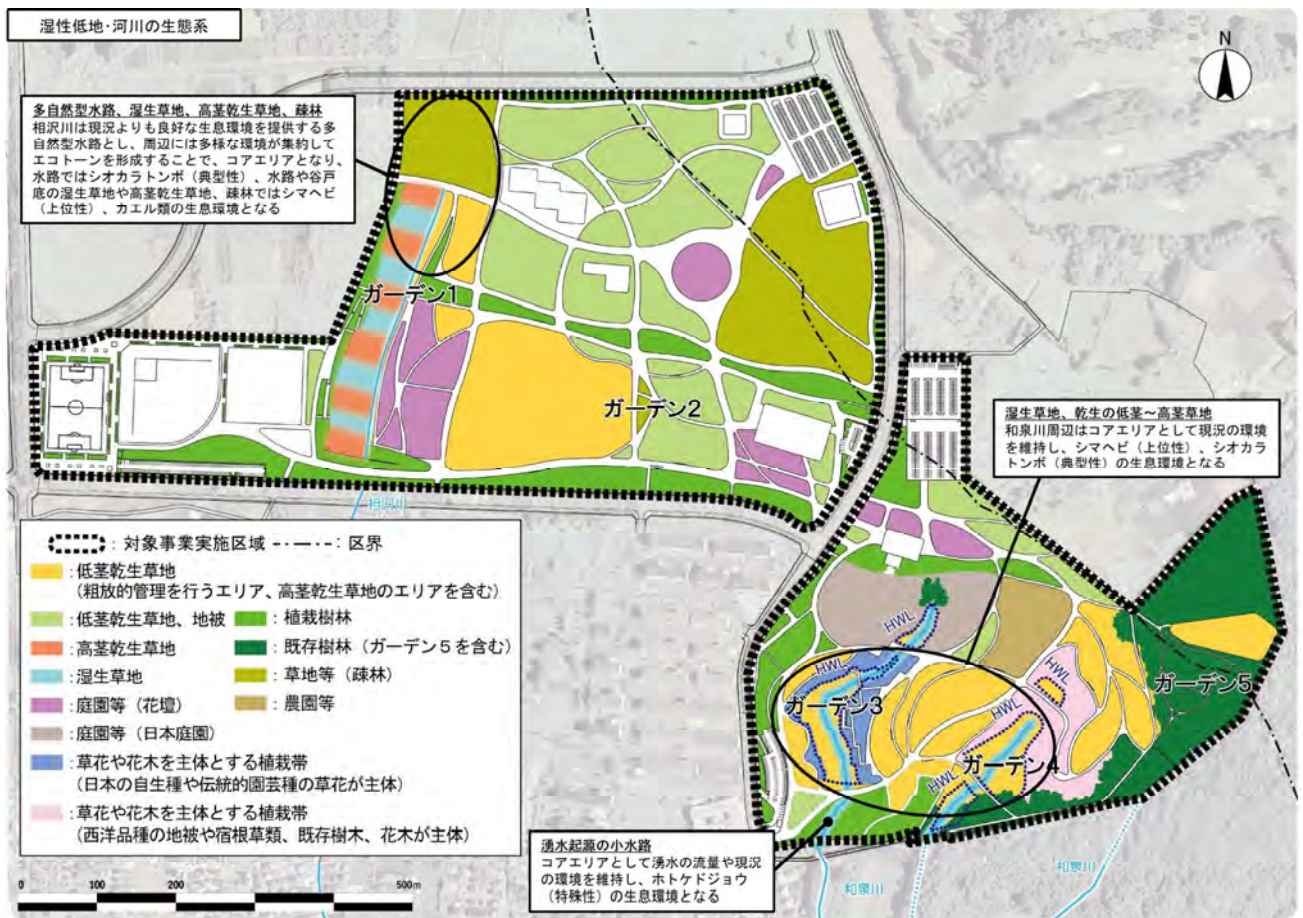 湿性低地・河川の生態系
N
多自然型水路、湿生草地、高茎乾生草地、疎林
相沢川は現況よりも良好な生息環境を提供する多
自然型水路とし、周辺には多様な環境が集約して
エコトーンを形成することで、コアエリアとなり、
水路ではシオカラトンボ（典型性）、水路や谷戸
底の湿生草地や高茎乾生草地、疎林ではシマヘビ
（上位性）、カエル類の生息環境となる
ガーデン1
ガーデン2
湿生草地、乾生の低茎～高茎草地
和泉川周辺はコアエリアとして現況の環境
を維持し、シマヘビ（上位性）、シオカラ
トンボ（典型性）の生息環境となる
相沢川
：対象事業実施区域
：区界
：低茎乾生草地
（粗放的管理を行うエリア、高茎乾生草地のエリアを含む）
：低茎乾生草地、地被
：植栽樹林
：高茎乾生草地
：既存樹林（ガーデン５を含む）
：湿生草地
：草地等（疎林）
：庭園等（花壇）
：農園等
：庭園等（日本庭園）
：草花や花木を主体とする植栽帯
（日本の自生種や伝統的園芸種の草花が主体）
：草花や花木を主体とする植栽帯
（西洋品種の地被や宿根草類、既存樹木、花木が主体）
HWL
HWL
HWL
HWL
HWL
ガーデン3
ガーデン4
ガーデン5
湧水起源の小水路
コアエリアとして湧水の流量や現況
の環境を維持し、ホトケドジョウ
（特殊性）の生息環境となる
和泉川
和泉川
0 100 200 500m